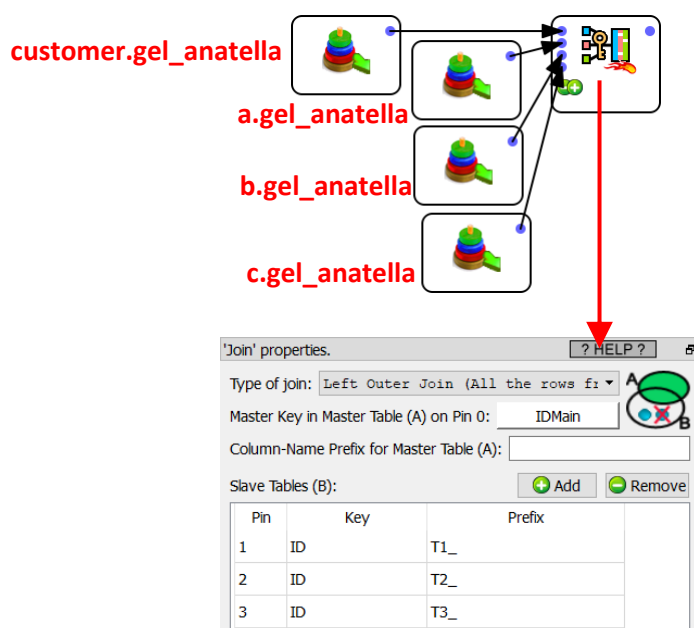 customer.gel_anatella
a.gel_anatella
b.gel_anatella
c.gel_anatella
'Join' properties.
? HELP ?
Type of join: Left Outer Join (All the rows fr
A
B
Master Key in Master Table (A) on Pin 0: IDMain
Column-Name Prefix for Master Table (A):
Slave Tables (B): Add Remove
Pin Key Prefix
1 ID T1_
2 ID T2_
3 ID T3_